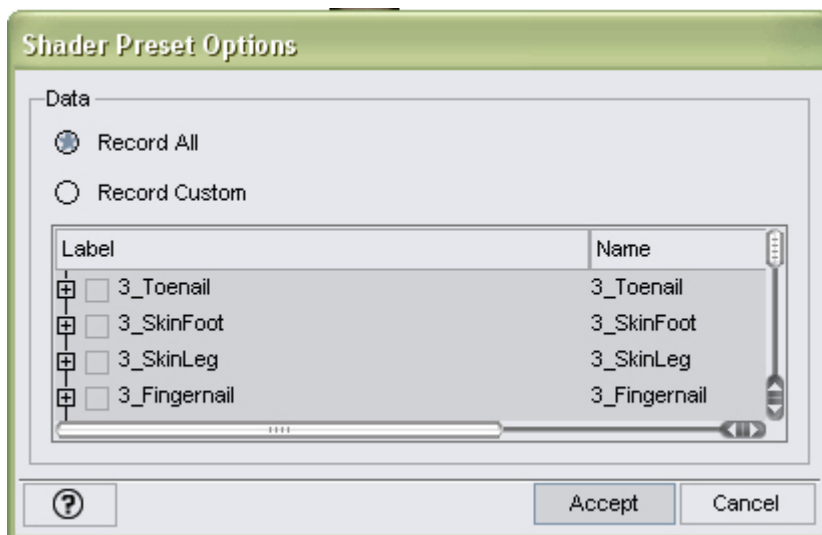 Shader Preset Options
Data
Record All
Record Custom
Label Name
3_Toenail 3_Toenail
3_SkinFoot 3_SkinFoot
3_SkinLeg 3_SkinLeg
3_Fingernail 3_Fingernail
? Accept Cancel